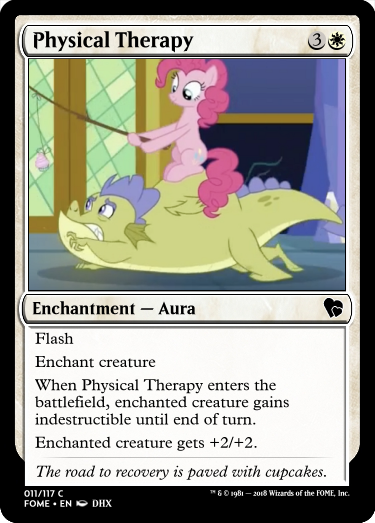 Physical Therapy 3
Enchantment — Aura
Flash
Enchant creature
When Physical Therapy enters the
battlefield, enchanted creature gains
indestructible until end of turn.
Enchanted creature gets +2/+2.
The road to recovery is paved with cupcakes.
011/117 C
FOME • EN DHX
™ & © 1981 — 2018 Wizards of the FOME, Inc.